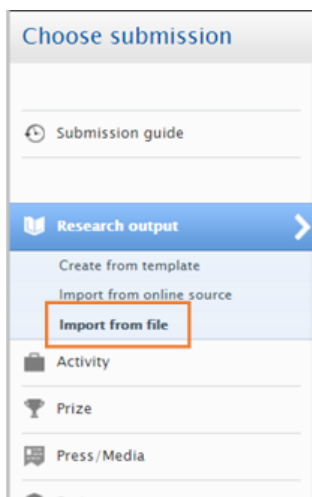 Choose submission
Submission guide
Research output
Create from template
Import from online source
Import from file
Activity
Prize
Press/Media